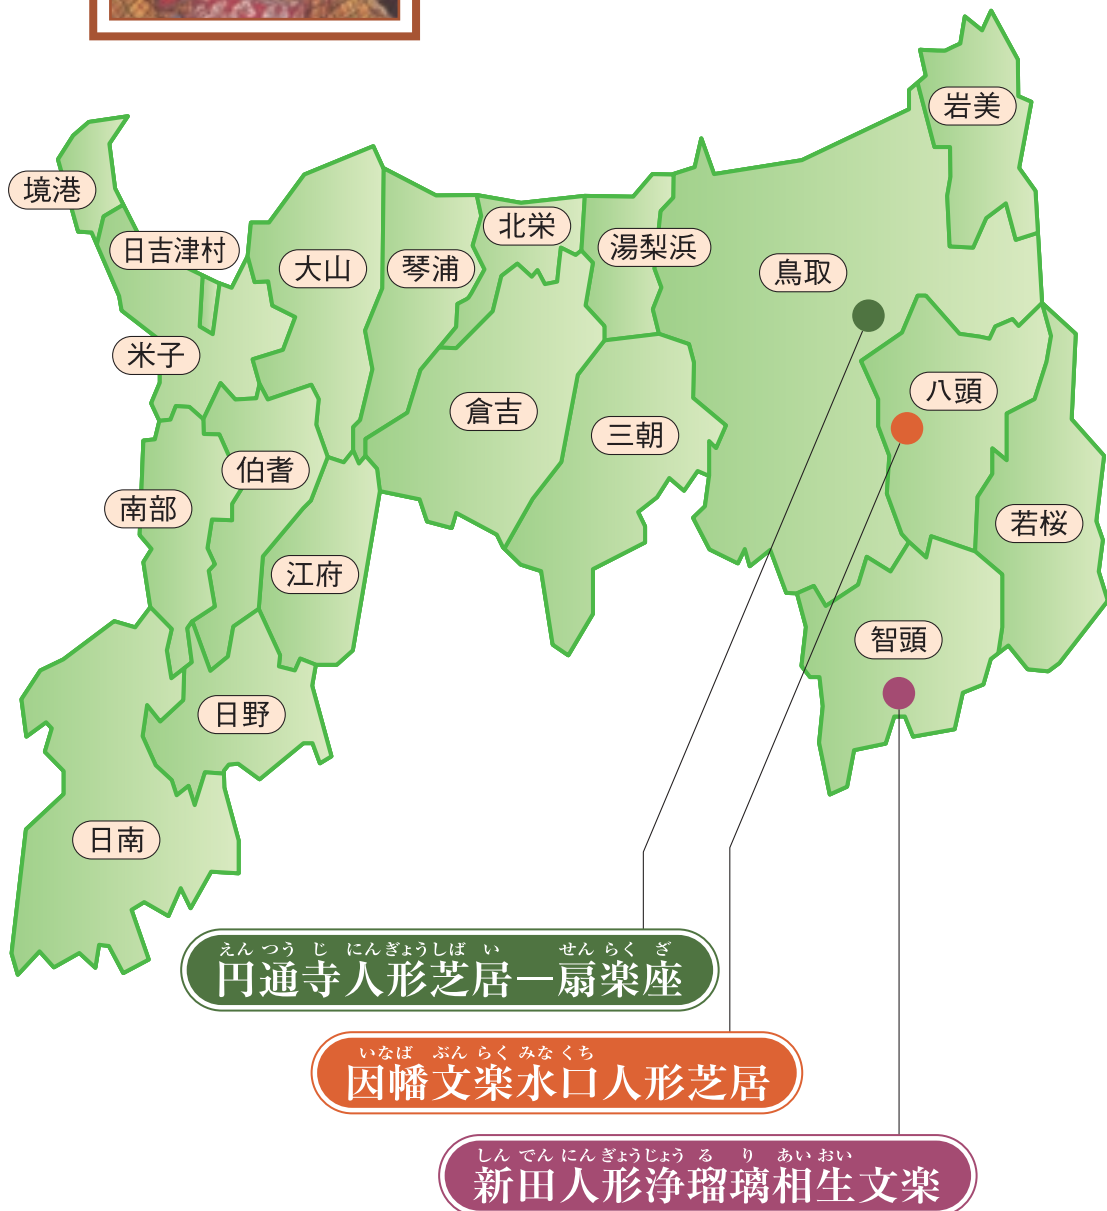 岩美
境港
日吉津村
大山
琴浦
北栄
湯梨浜
鳥取
米子
倉吉
三朝
八頭
伯耆
南部
江府
若桜
智頭
日野
日南
えんつうじ にんぎょうしばい せんらくざ
円通寺人形芝居―扇楽座
いなば ぶんらくみなくち
因幡文楽水口人形芝居
しんでんにんぎょうじょうるり あいおい
新田人形浄瑠璃相生文楽